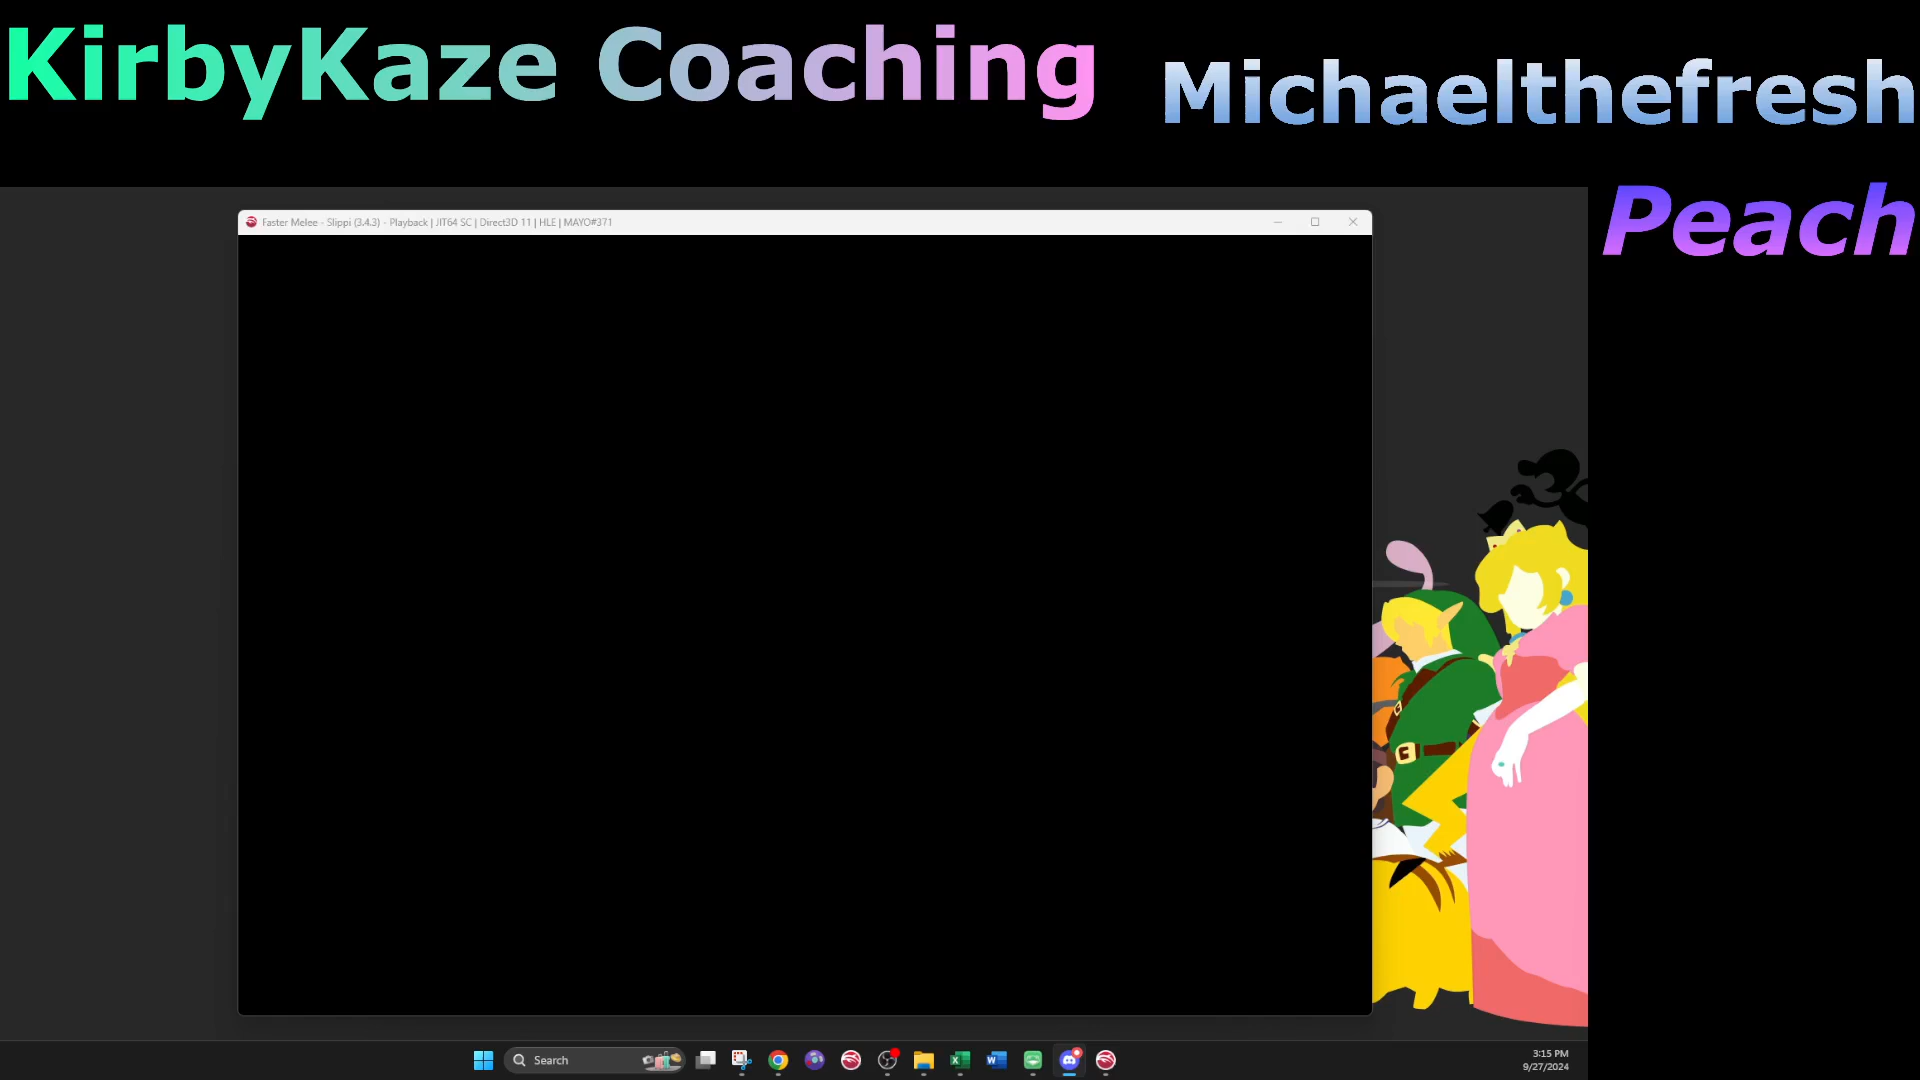 KirbyKaze Coaching
Michaelthefresh
Peach
Faster Melee - Slippi (3.4.3) - Playback | JIT64 SC | Direct3D 11 | HLE | MAYO#371
Search
3:15 PM
9/27/2024